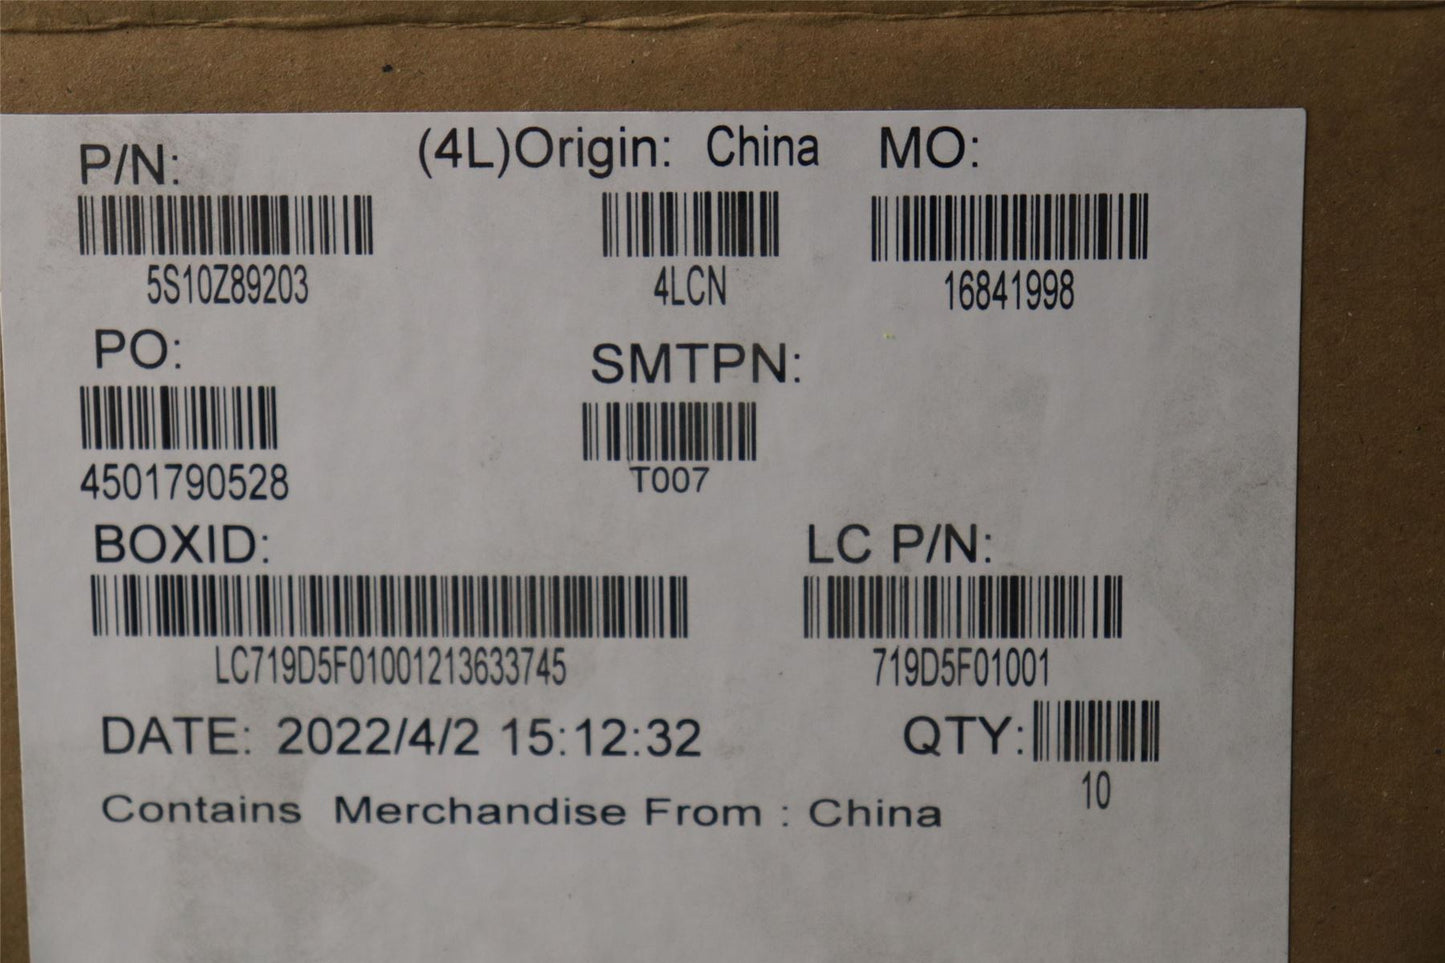 P/N: (4L)Origin: China MO:
5S10Z89203 4LCN 16841998
PO: SMTPN:
4501790528 T007
BOXID: LC P/N:
LC719D5F01001213633745 719D5F01001
DATE: 2022/4/2 15:12:32 QTY:
10
Contains Merchandise From : China